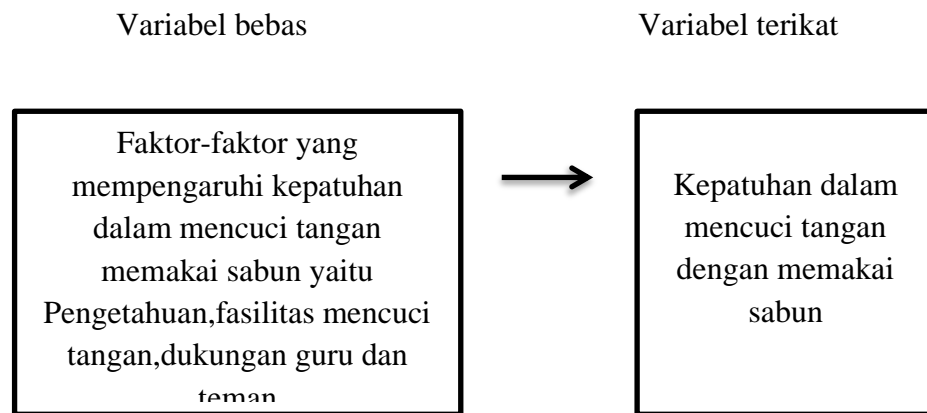 Variabel bebas
Variabel terikat
Faktor-faktor yang
mempengaruhi kepatuhan
dalam mencuci tangan
memakai sabun yaitu
Pengetahuan,fasilitas mencuci
tangan,dukungan guru dan
teman
Kepatuhan dalam
mencuci tangan
dengan memakai
sabun